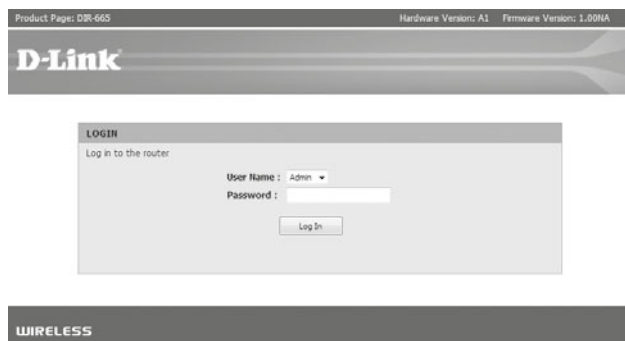 Product Page: DIR-665 Hardware Version: A1 Firmware Version: 1.00NA
D-Link
LOGIN
Log in to the router
User Name : Admin
Password :
Log In
WIRELESS